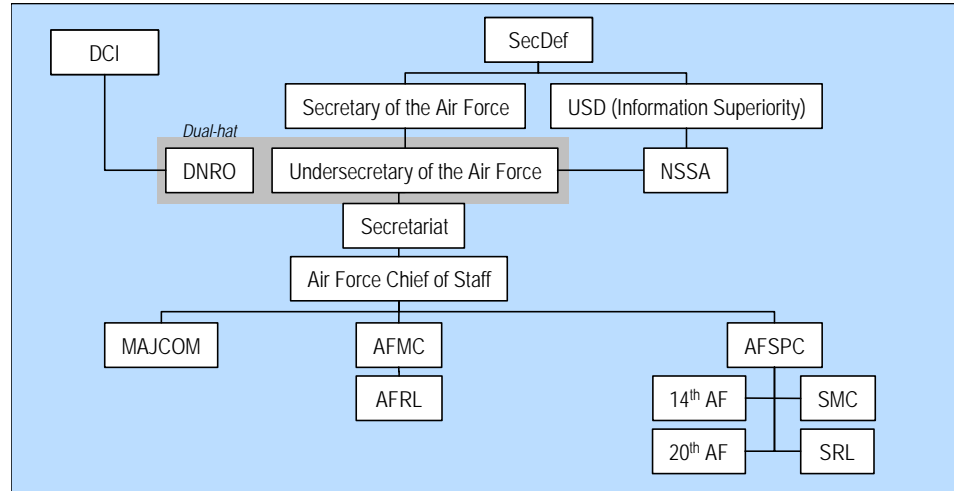 DCI
SecDef
Secretary of the Air Force
USD (Information Superiority)
Dual-hat
DNRO
Undersecretary of the Air Force
NSSA
Secretariat
Air Force Chief of Staff
MAJCOM
AFMC
AFSPC
AFRL
14th AF
SMC
20th AF
SRL